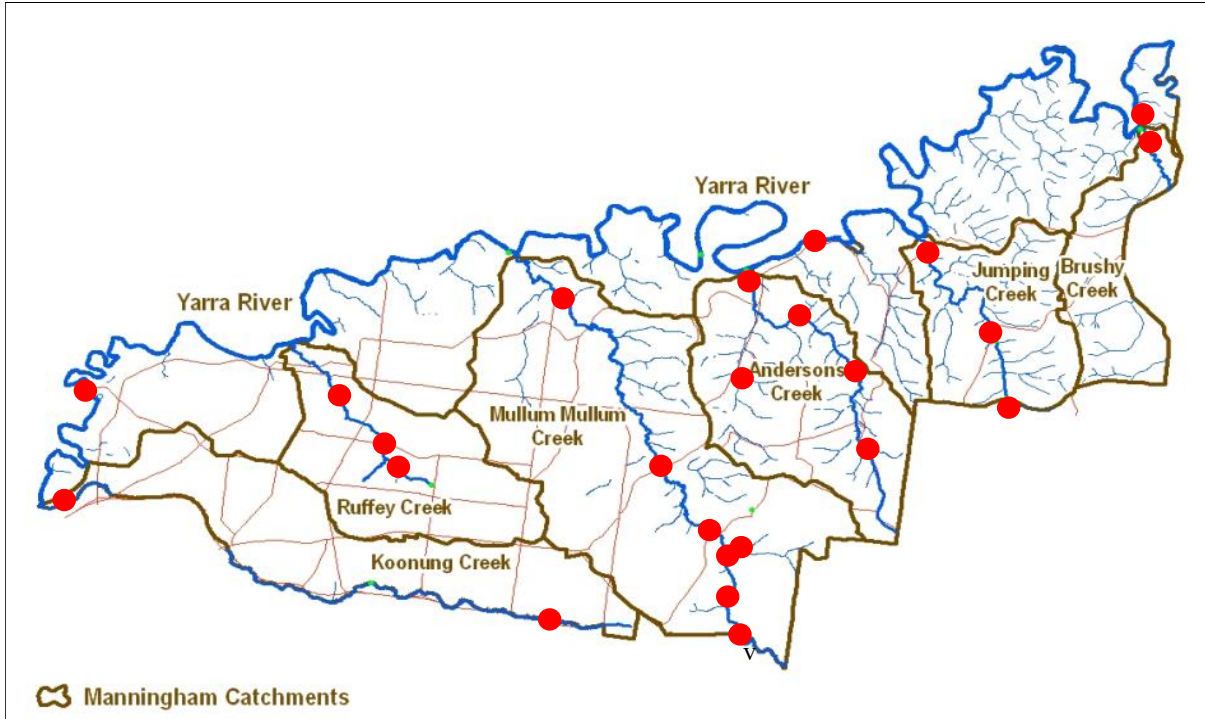 Yarra River
Yarra River
Jumping
Creek
Brushy
Creek
Andersons
Creek
Mullum Mullum
Creek
Ruffey Creek
Koonung Creek
v
Manningham Catchments